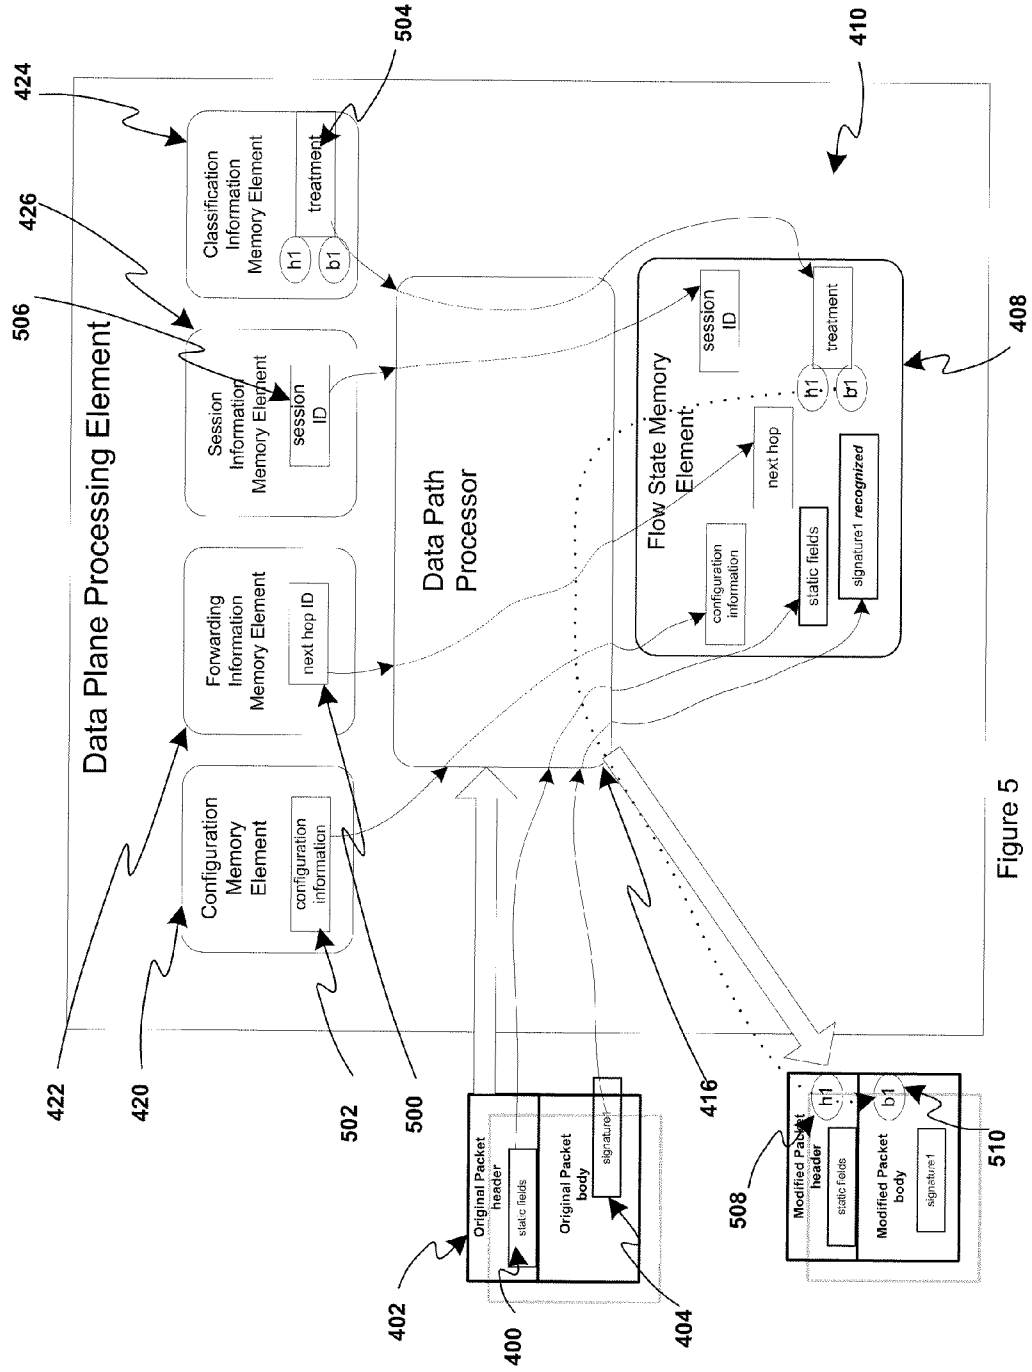 Data Plane Processing Element
410
422
420
502
500
426
506
424
504
Configuration
Memory
Element
configuration
information
Forwarding
Information
Memory Element
next hop ID
Session
Information
Memory Element
session
ID
Classification
Information
Memory Element
h1
b1
treatment
Data Path
Processor
416
402
400
404
Original Packet
header
static fields
Original Packet
body
signature1
Flow State Memory
Element
408
configuration
information
next hop
session
ID
static fields
signature1 recognized
h1
b1
treatment
508
510
Modified Packet
header
static fields
h1
Modified Packet
body
signature1
b1
Figure 5